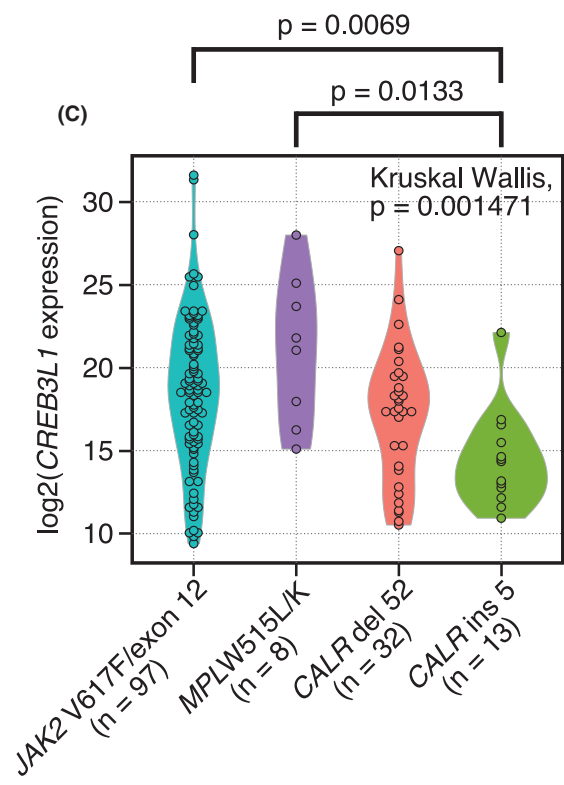 p = 0.0069
p = 0.0133
(C)
Kruskal Wallis,
p = 0.001471
log2(CREB3L1 expression)
30
25
20
15
10
JAK2 V617F/exon 12
(n = 97)
MPLW515L/K
(n = 8)
CALR del 52
(n = 32)
CALR ins 5
(n = 13)